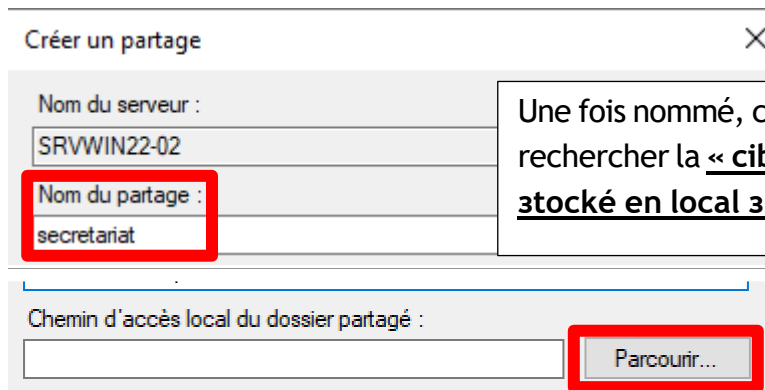 Créer un partage
Nom du serveur :
SRVWIN22-02
Nom du partage :
secretariat
Une fois nommé, c
rechercher la « cib
stocké en local s
Chemin d'accès local du dossier partagé :
Parcourir...